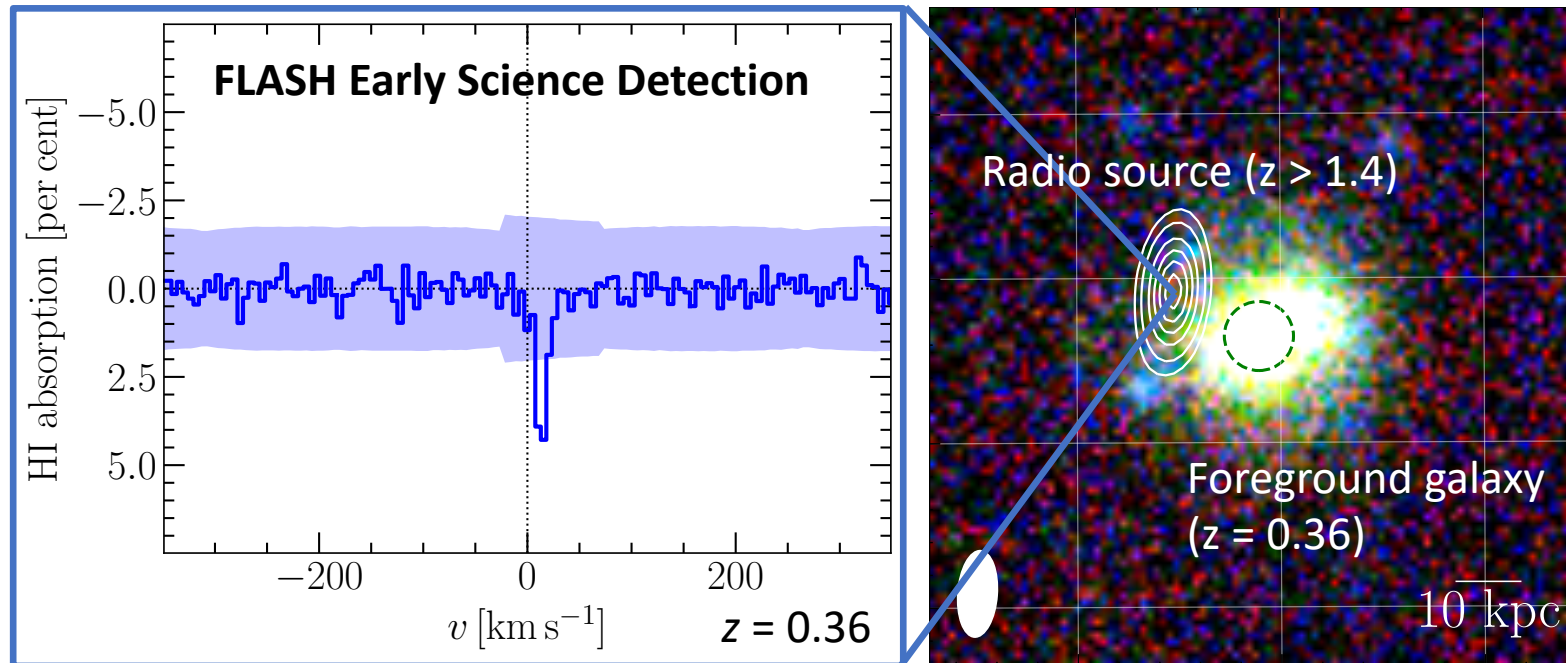 FLASH Early Science Detection
HI absorption [per cent]
−5.0
−2.5
0.0
2.5
5.0
−200
0
200
v [km s⁻¹]
z = 0.36
Radio source (z > 1.4)
Foreground galaxy
(z = 0.36)
10 kpc